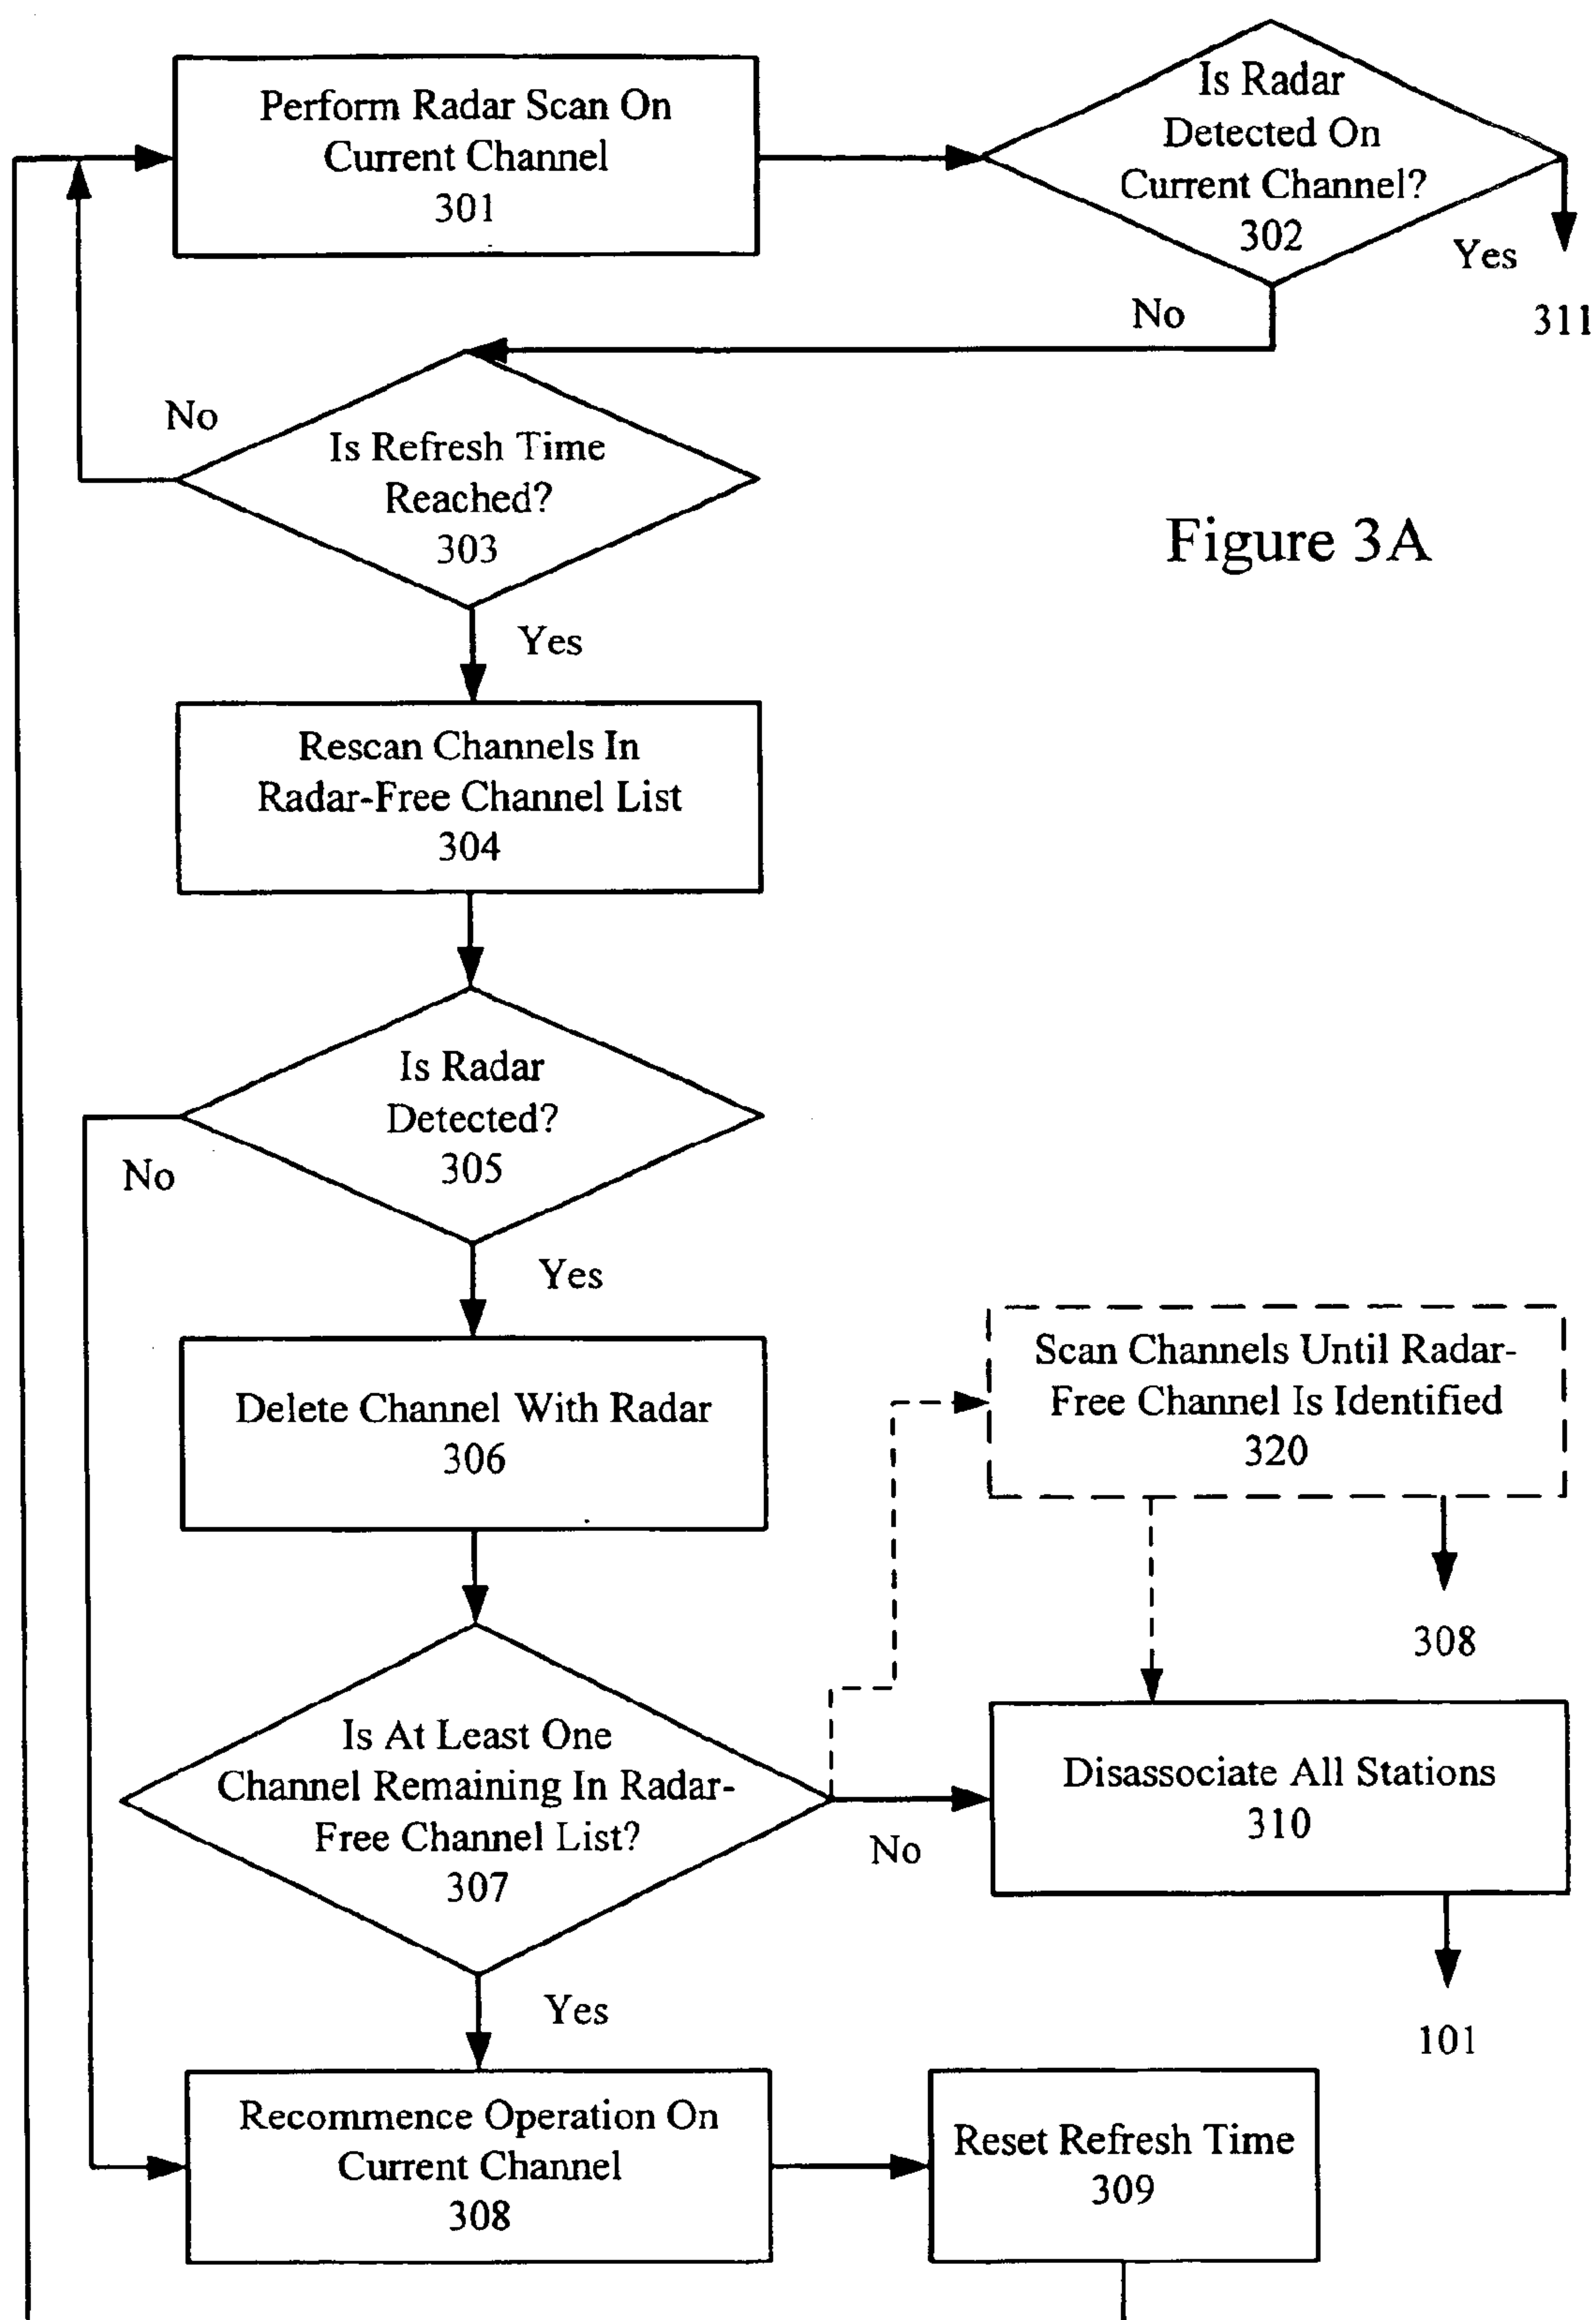 Perform Radar Scan On
Current Channel
301
Is Radar
Detected On
Current Channel?
302
Yes
311
No
No
Is Refresh Time
Reached?
303
Figure 3A
Yes
Rescan Channels In
Radar-Free Channel List
304
Is Radar
Detected?
305
No
Yes
Scan Channels Until Radar-
Free Channel Is Identified
320
Delete Channel With Radar
306
308
Is At Least One
Channel Remaining In Radar-
Free Channel List?
307
No
Disassociate All Stations
310
Yes
101
Recommence Operation On
Current Channel
308
Reset Refresh Time
309